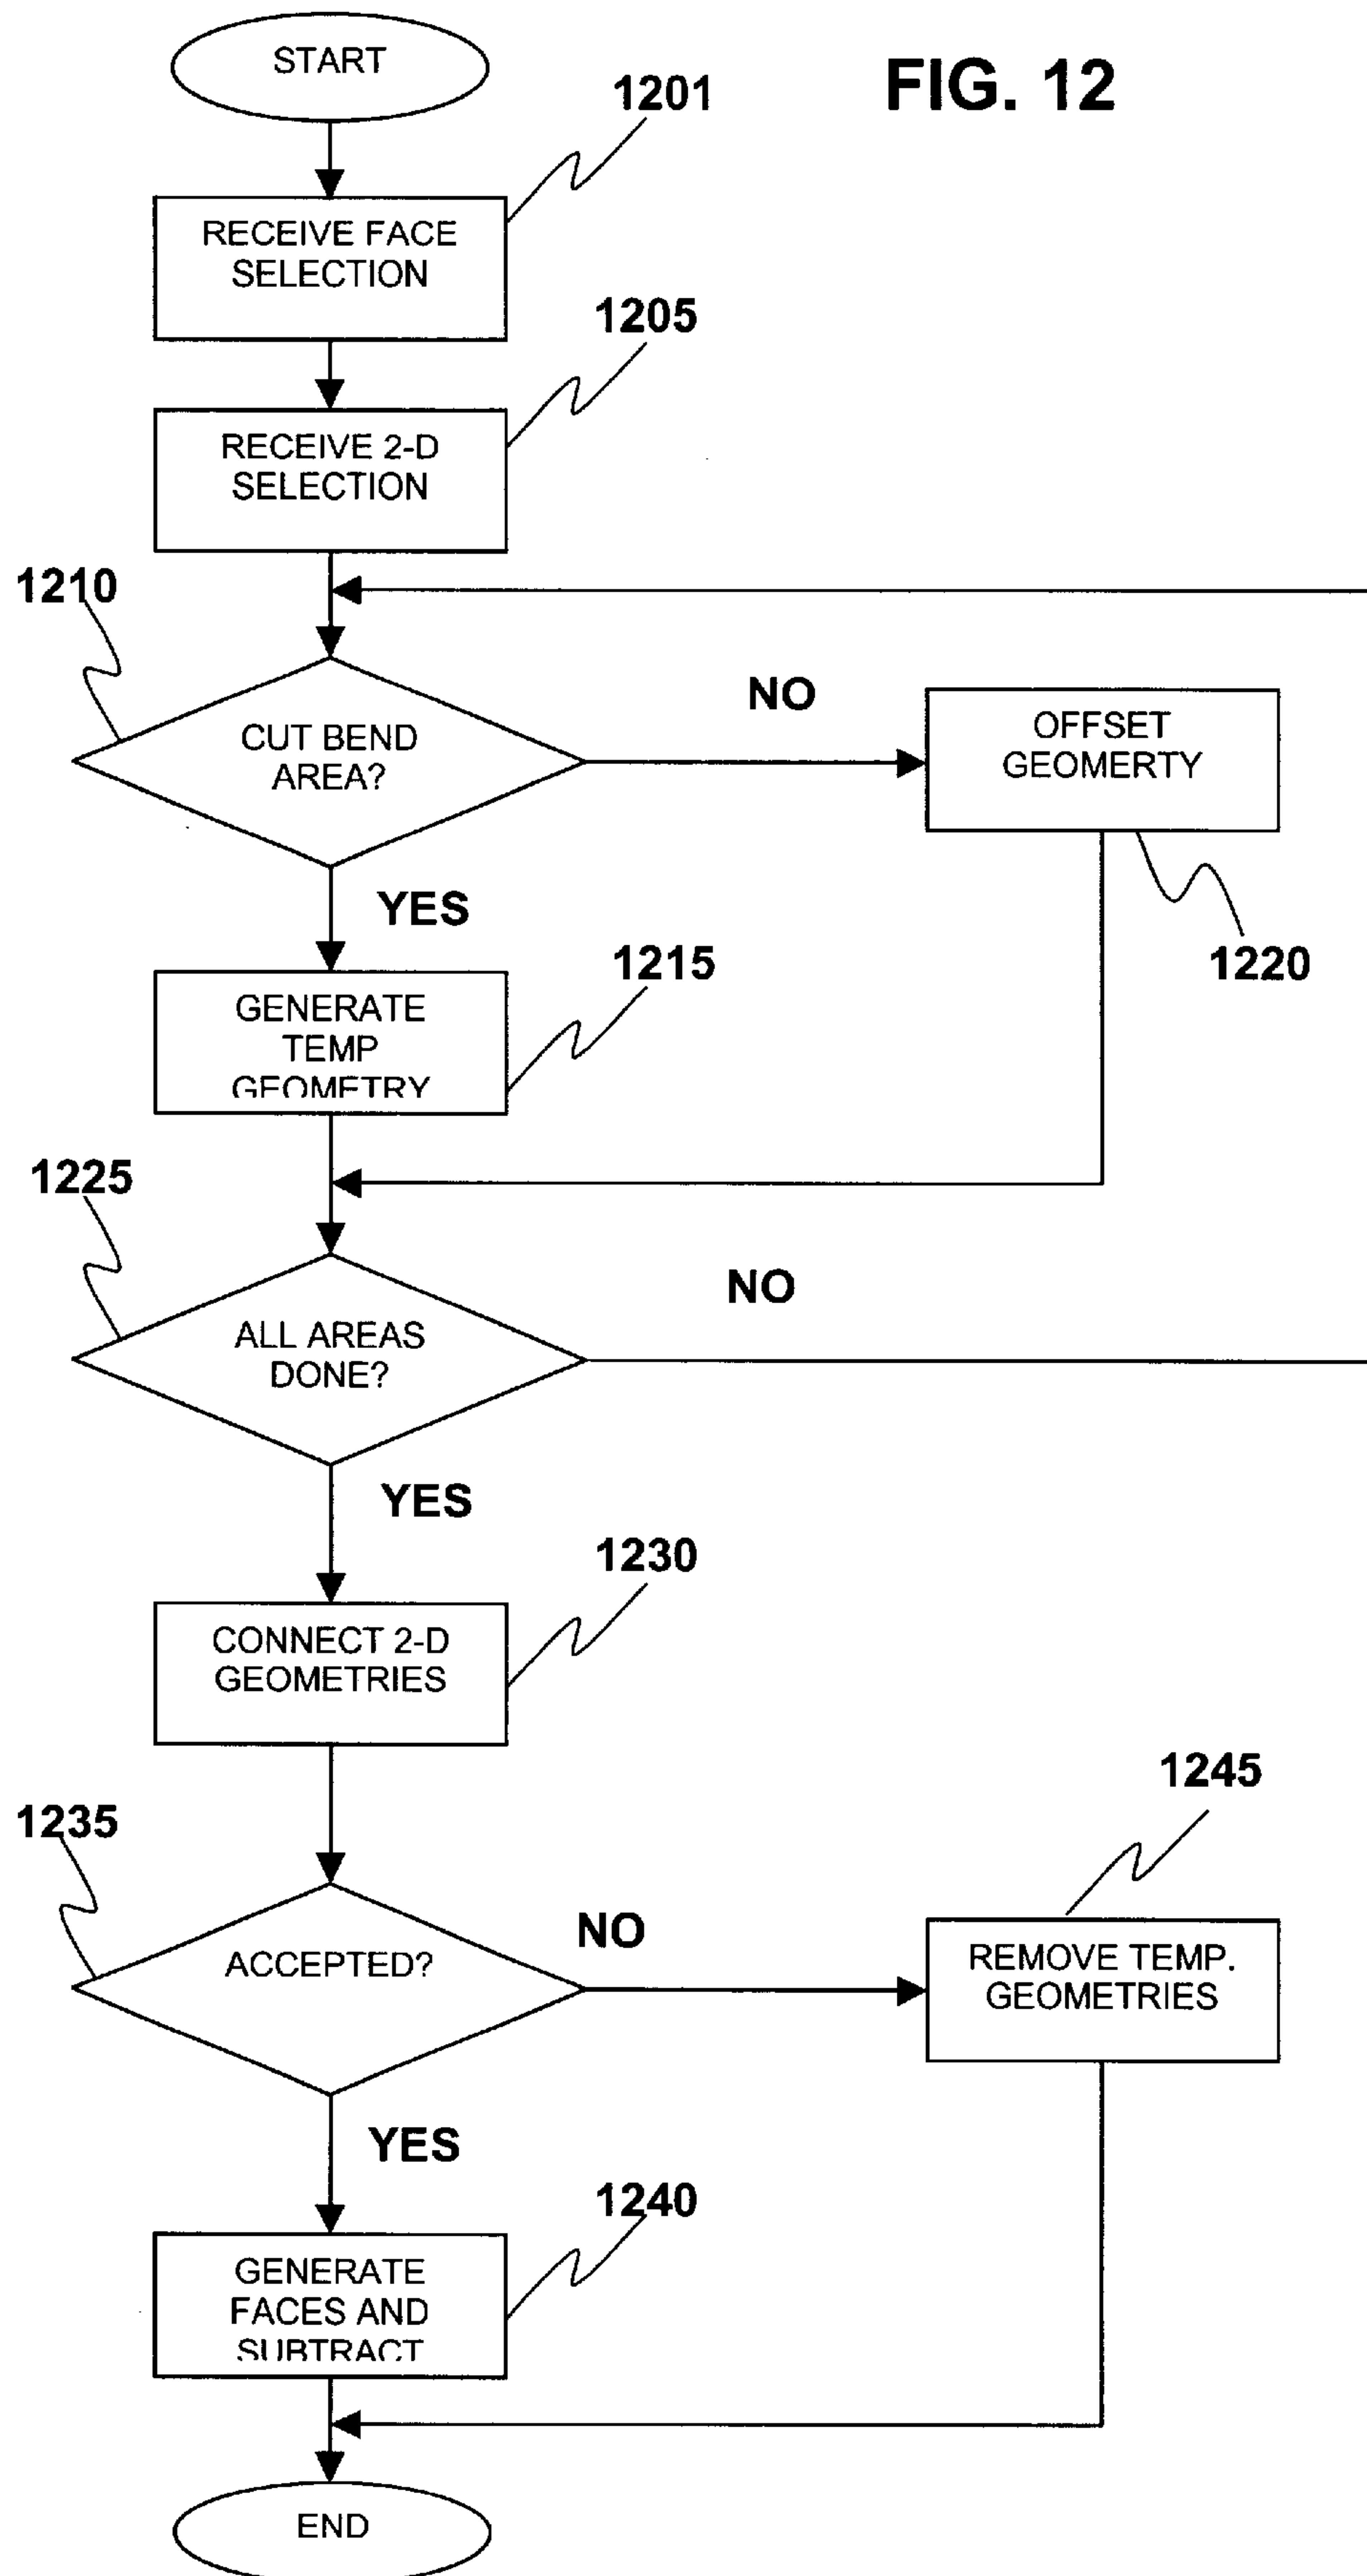 START
FIG. 12
1201
RECEIVE FACE
SELECTION
1205
RECEIVE 2-D
SELECTION
1210
CUT BEND
AREA?
NO
OFFSET
GEOMERTY
1220
YES
1215
GENERATE
TEMP
GEOMETRY
1225
ALL AREAS
DONE?
NO
YES
1230
CONNECT 2-D
GEOMETRIES
1235
ACCEPTED?
NO
1245
REMOVE TEMP.
GEOMETRIES
YES
1240
GENERATE
FACES AND
SUBTRACT
END